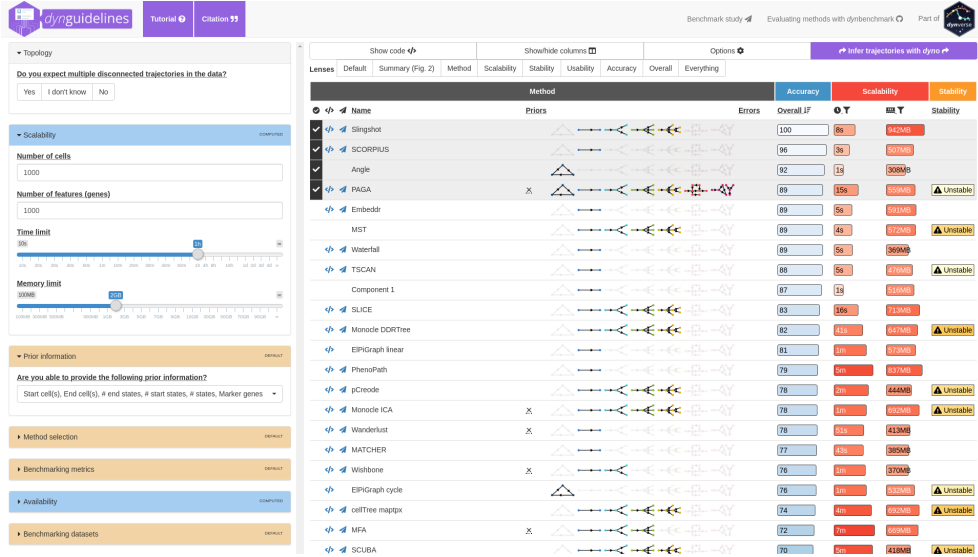 dynguidelines
Tutorial
Citation
Benchmark study
Evaluating methods with dynbenchmark
Part of
dynverse
Topology
Do you expect multiple disconnected trajectories in the data?
Yes I don't know No
Scalability COMPUTED
Number of cells
1000
Number of features (genes)
1000
Time limit
10s 1h ∞
Memory limit
100MB 2GB ∞
Prior information DEFAULT
Are you able to provide the following prior information?
Start cell(s), End cell(s), # end states, # start states, # states, Marker genes
Method selection DEFAULT
Benchmarking metrics DEFAULT
Availability COMPUTED
Benchmarking datasets DEFAULT
Show code </> Show/hide columns Options Infer trajectories with dyno
Lenses Default Summary (Fig. 2) Method Scalability Stability Usability Accuracy Overall Everything
Method Accuracy Scalability Stability
</> Name Priors Errors Overall Stability
</> Slingshot 100 8s 942MB
</> SCORPIUS 96 3s 507MB
Angle 92 1s 308MB
</> PAGA X 89 15s 559MB Unstable
</> Embeddr 89 5s 591MB
MST 89 4s 572MB Unstable
</> Waterfall 89 5s 369MB
</> TSCAN 88 5s 476MB Unstable
Component 1 87 1s 516MB
</> SLICE 83 16s 713MB
</> Monocle DDRTree 82 41s 647MB Unstable
</> ElPiGraph linear 81 1m 573MB
</> PhenoPath 79 5m 837MB
</> pCreode 78 2m 444MB Unstable
</> Monocle ICA X 78 1m 692MB Unstable
</> Wanderlust X 78 51s 413MB
</> MATCHER 77 43s 385MB
</> Wishbone X 76 1m 370MB
</> ElPiGraph cycle 76 1m 532MB Unstable
</> cellTree maptpx 74 4m 692MB Unstable
</> MFA X 72 7m 669MB
</> SCUBA 70 5m 418MB Unstable